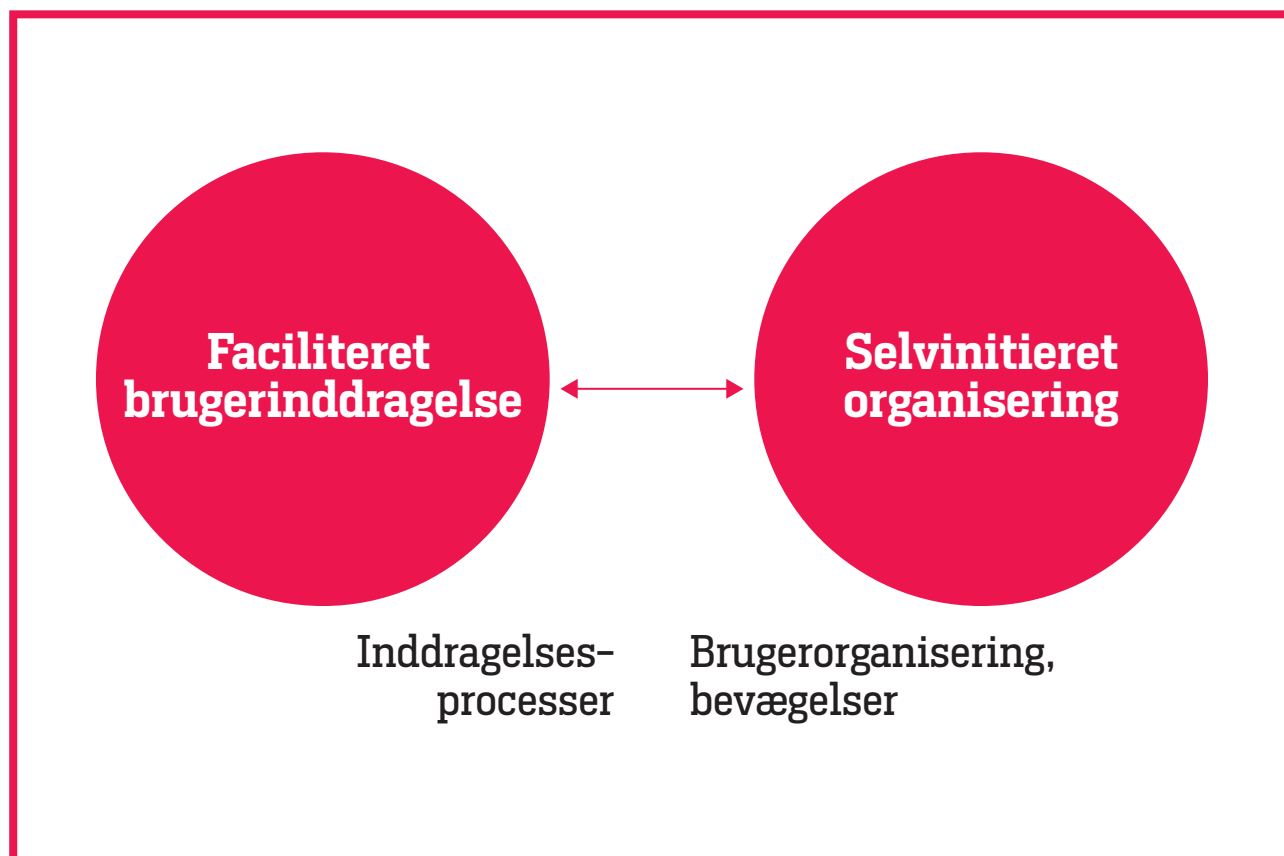 Faciliteret
brugerinddragelse
Selvinitieret
organisering
Inddragelses-
processer
Brugerorganisering,
bevægelser